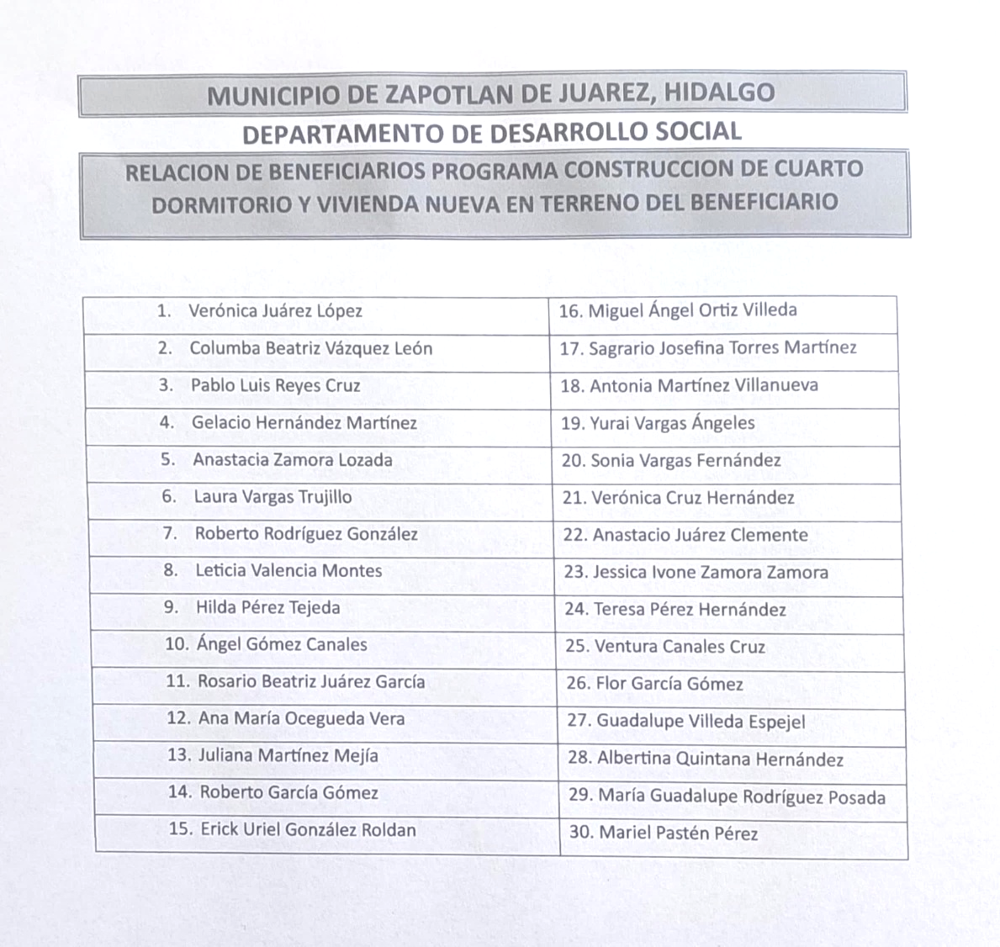 MUNICIPIO DE ZAPOTLAN DE JUAREZ, HIDALGO
DEPARTAMENTO DE DESARROLLO SOCIAL
RELACION DE BENEFICIARIOS PROGRAMA CONSTRUCCION DE CUARTO
DORMITORIO Y VIVIENDA NUEVA EN TERRENO DEL BENEFICIARIO
1. Verónica Juárez López
2. Columba Beatriz Vázquez León
3. Pablo Luis Reyes Cruz
4. Gelacio Hernández Martínez
5. Anastacia Zamora Lozada
6. Laura Vargas Trujillo
7. Roberto Rodríguez González
8. Leticia Valencia Montes
9. Hilda Pérez Tejeda
10. Ángel Gómez Canales
11. Rosario Beatriz Juárez García
12. Ana María Ocegueda Vera
13. Juliana Martínez Mejía
14. Roberto García Gómez
15. Erick Uriel González Roldan
16. Miguel Ángel Ortiz Villeda
17. Sagrario Josefina Torres Martínez
18. Antonia Martínez Villanueva
19. Yurai Vargas Ángeles
20. Sonia Vargas Fernández
21. Verónica Cruz Hernández
22. Anastacio Juárez Clemente
23. Jessica Ivone Zamora Zamora
24. Teresa Pérez Hernández
25. Ventura Canales Cruz
26. Flor García Gómez
27. Guadalupe Villeda Espejel
28. Albertina Quintana Hernández
29. María Guadalupe Rodríguez Posada
30. Mariel Pastén Pérez